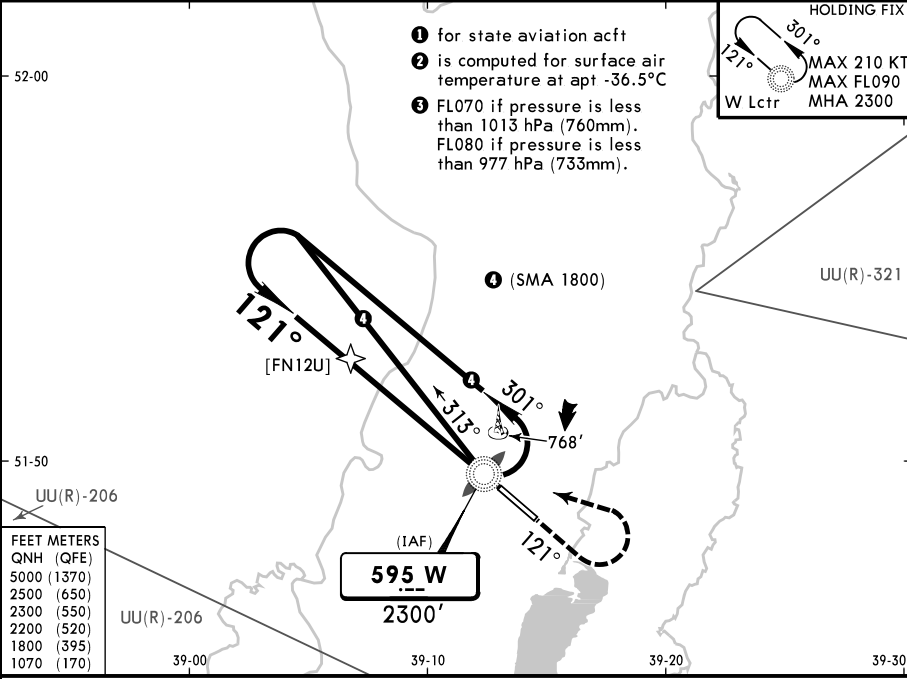 HOLDING FIX
301°
121°
MAX 210 KT
MAX FL090
W Lctr MHA 2300
1 for state aviation acft
2 is computed for surface air
temperature at apt -36.5°C
3 FL070 if pressure is less
than 1013 hPa (760mm).
FL080 if pressure is less
than 977 hPa (733mm).
52-00
4 (SMA 1800)
UU(R)-321
121°
4
[FN12U]
4
301°
313°
768'
51-50
UU(R)-206
121°
(IAF)
595 W
2300'
FEET METERS
QNH (QFE)
5000 (1370)
2500 (650)
2300 (550)
2200 (520)
1800 (395)
1070 (170)
UU(R)-206
39-00
39-10
39-20
39-30